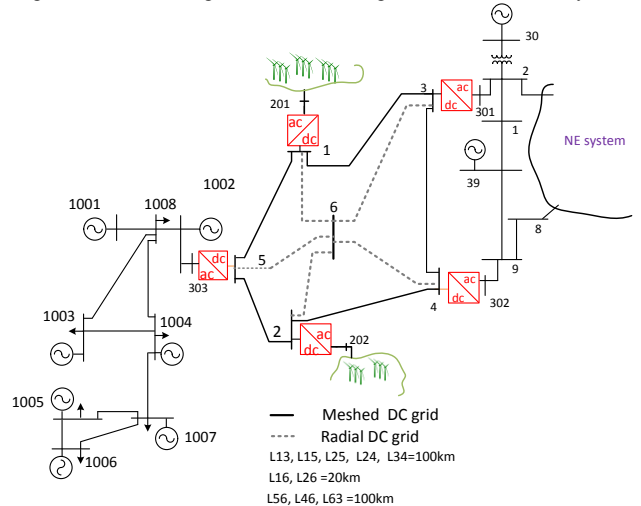 30
2
3
ac
dc
301
201
ac
dc
1
1
NE system
1002
39
1001
1008
6
8
dc
ac
5
303
9
4
ac
dc
302
1003
1004
2
ac
dc
202
1005
1007
1006
Meshed DC grid
Radial DC grid
L13, L15, L25, L24, L34=100km
L16, L26 =20km
L56, L46, L63 =100km